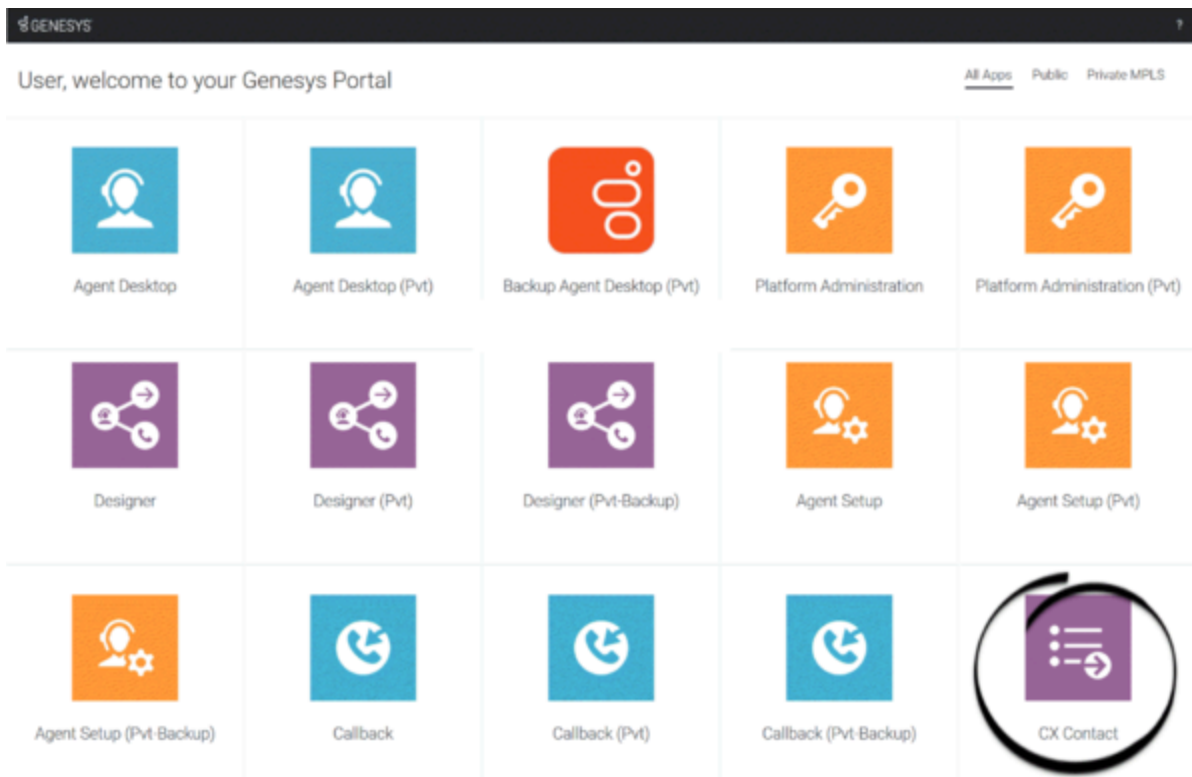 GENESYS
?
User, welcome to your Genesys Portal
All Apps Public Private MPLS
Agent Desktop
Agent Desktop (Pvt)
Backup Agent Desktop (Pvt)
Platform Administration
Platform Administration (Pvt)
Designer
Designer (Pvt)
Designer (Pvt-Backup)
Agent Setup
Agent Setup (Pvt)
Agent Setup (Pvt-Backup)
Callback
Callback (Pvt)
Callback (Pvt-Backup)
CX Contact